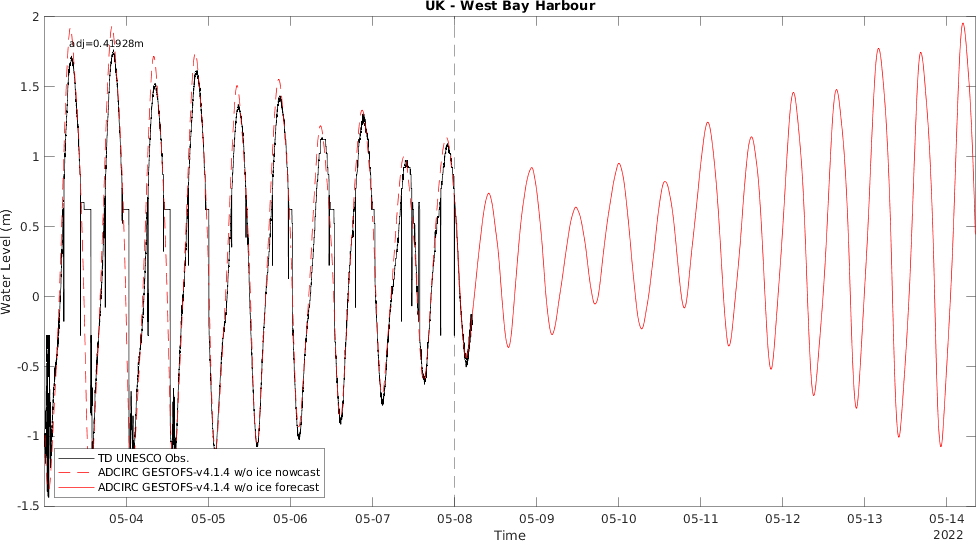 UK - West Bay Harbour
adj=0.41928m
2
1.5
1
0.5
0
-0.5
-1
-1.5
Water Level (m)
TD UNESCO Obs.
ADCIRC GESTOFS-v4.1.4 w/o ice nowcast
ADCIRC GESTOFS-v4.1.4 w/o ice forecast
05-04 05-05 05-06 05-07 05-08 05-09 05-10 05-11 05-12 05-13 05-14
Time
2022